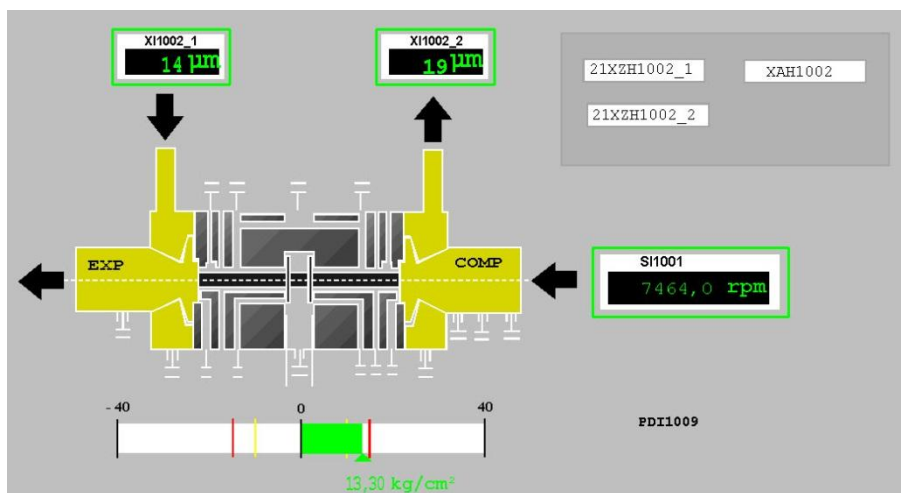 XI1002_1
14 µm
XI1002_2
19 µm
21XZH1002_1
XAH1002
21XZH1002_2
EXP
COMP
SI1001
7464,0 rpm
- 40
0
40
PDI1009
13,30 kg/cm²